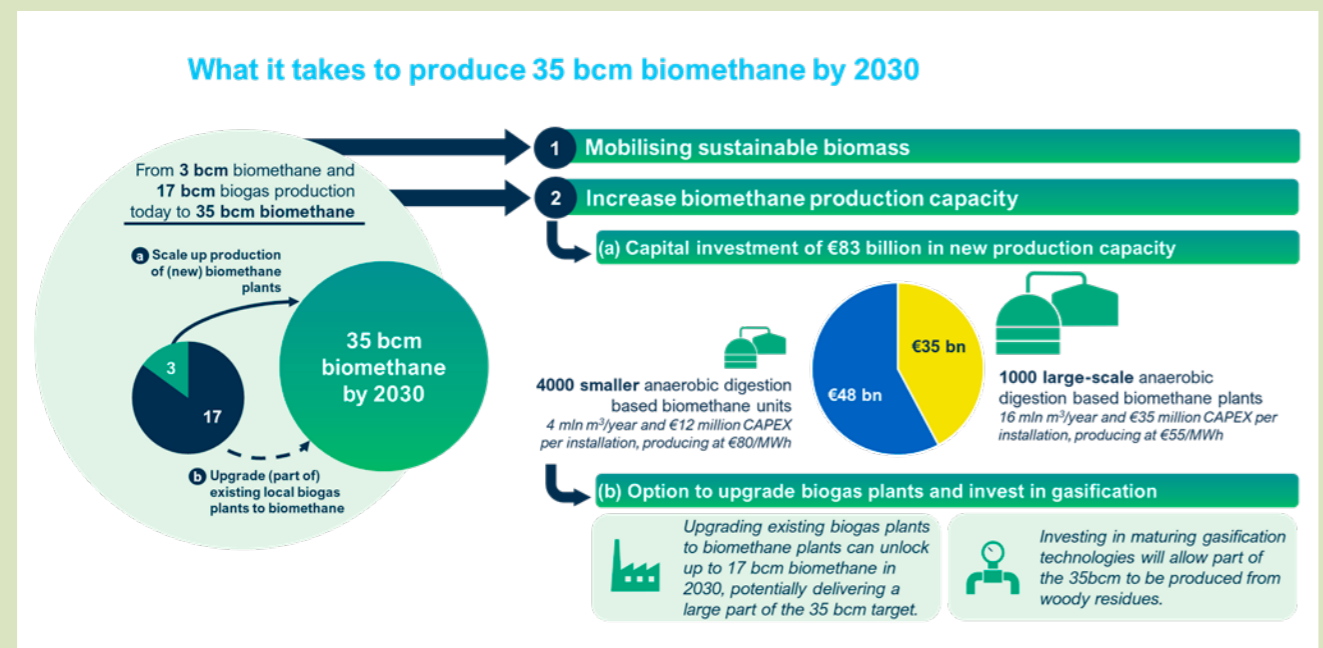 What it takes to produce 35 bcm biomethane by 2030
From 3 bcm biomethane and
17 bcm biogas production
today to 35 bcm biomethane
a Scale up production
of (new) biomethane
plants
3
17
35 bcm
biomethane
by 2030
b Upgrade (part of)
existing local biogas
plants to biomethane
1 Mobilising sustainable biomass
2 Increase biomethane production capacity
(a) Capital investment of €83 billion in new production capacity
4000 smaller anaerobic digestion
based biomethane units
4 mln m³/year and €12 million CAPEX
per installation, producing at €80/MWh
€48 bn
€35 bn
1000 large-scale anaerobic
digestion based biomethane plants
16 mln m³/year and €35 million CAPEX per
installation, producing at €55/MWh
(b) Option to upgrade biogas plants and invest in gasification
Upgrading existing biogas plants
to biomethane plants can unlock
up to 17 bcm biomethane in
2030, potentially delivering a
large part of the 35 bcm target.
Investing in maturing gasification
technologies will allow part of
the 35bcm to be produced from
woody residues.